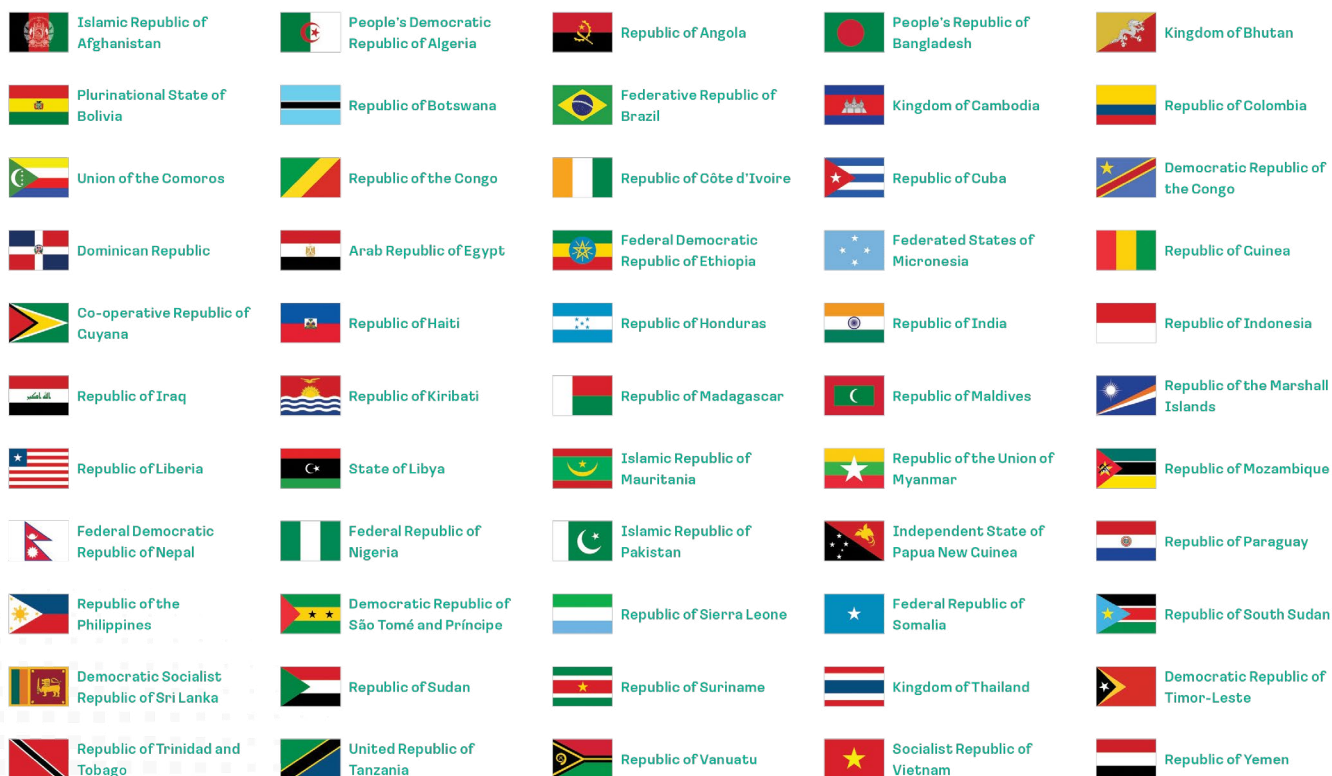 Islamic Republic of
Afghanistan
People's Democratic
Republic of Algeria
Republic of Angola
People's Republic of
Bangladesh
Kingdom of Bhutan
Plurinational State of
Bolivia
Republic of Botswana
Federative Republic of
Brazil
Kingdom of Cambodia
Republic of Colombia
Union of the Comoros
Republic of the Congo
Republic of Côte d'Ivoire
Republic of Cuba
Democratic Republic of
the Congo
Dominican Republic
Arab Republic of Egypt
Federal Democratic
Republic of Ethiopia
Federated States of
Micronesia
Republic of Guinea
Co-operative Republic of
Guyana
Republic of Haiti
Republic of Honduras
Republic of India
Republic of Indonesia
Republic of Iraq
Republic of Kiribati
Republic of Madagascar
Republic of Maldives
Republic of the Marshall
Islands
Republic of Liberia
State of Libya
Islamic Republic of
Mauritania
Republic of the Union of
Myanmar
Republic of Mozambique
Federal Democratic
Republic of Nepal
Federal Republic of
Nigeria
Islamic Republic of
Pakistan
Independent State of
Papua New Guinea
Republic of Paraguay
Republic of the
Philippines
Democratic Republic of
São Tomé and Príncipe
Republic of Sierra Leone
Federal Republic of
Somalia
Republic of South Sudan
Democratic Socialist
Republic of Sri Lanka
Republic of Sudan
Republic of Suriname
Kingdom of Thailand
Democratic Republic of
Timor-Leste
Republic of Trinidad and
Tobago
United Republic of
Tanzania
Republic of Vanuatu
Socialist Republic of
Vietnam
Republic of Yemen